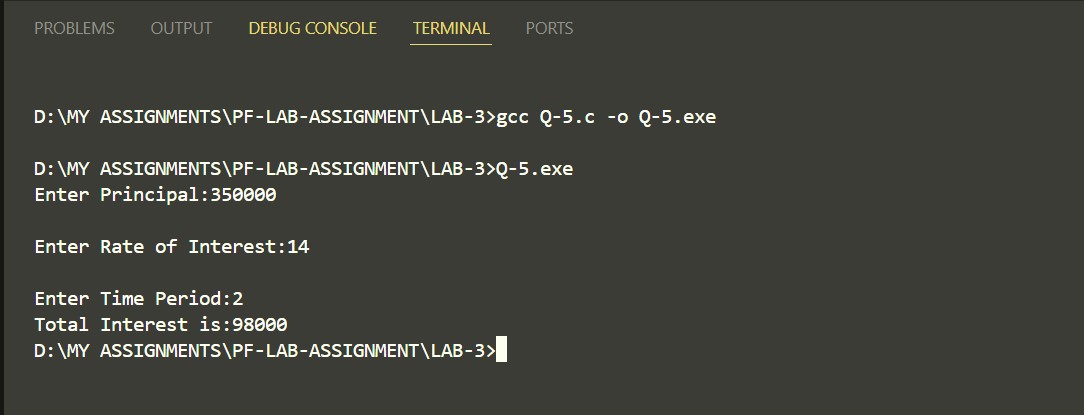 PROBLEMS OUTPUT DEBUG CONSOLE TERMINAL PORTS
D:\MY ASSIGNMENTS\PF-LAB-ASSIGNMENT\LAB-3>gcc Q-5.c -o Q-5.exe
D:\MY ASSIGNMENTS\PF-LAB-ASSIGNMENT\LAB-3>Q-5.exe
Enter Principal:350000
Enter Rate of Interest:14
Enter Time Period:2
Total Interest is:98000
D:\MY ASSIGNMENTS\PF-LAB-ASSIGNMENT\LAB-3>